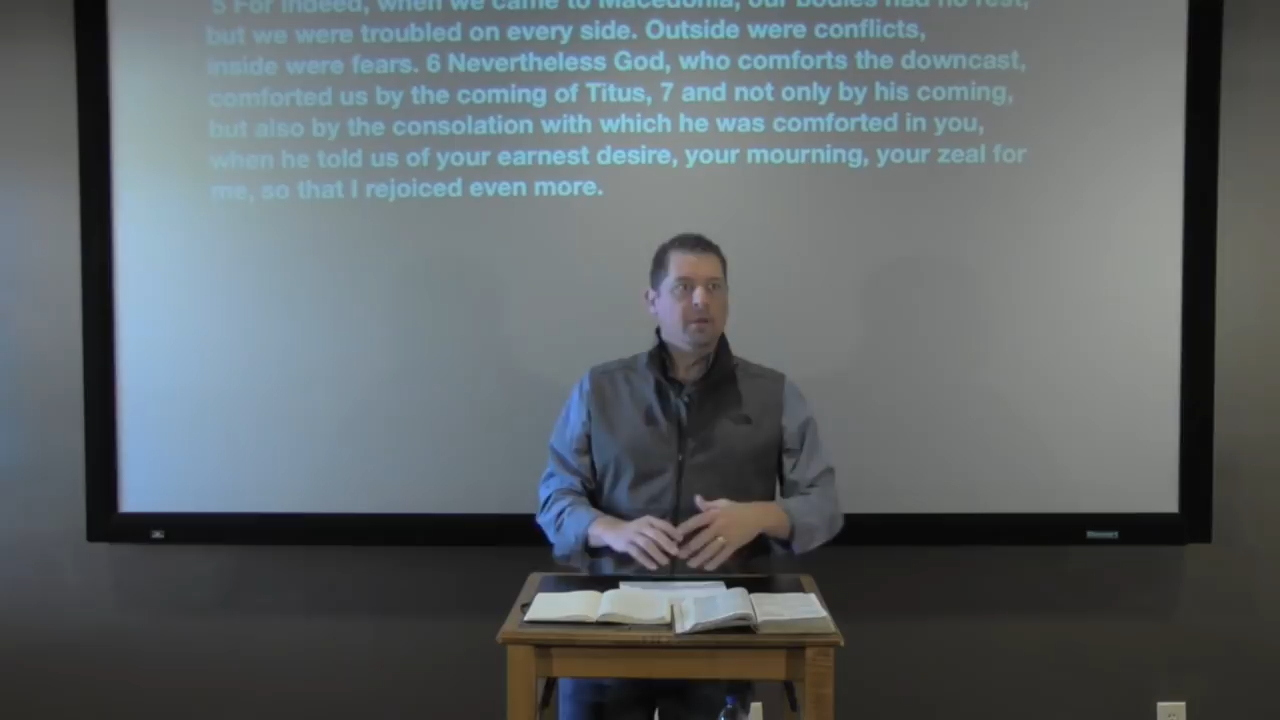 5 For indeed, when we came to Macedonia, our bodies had no rest,
but we were troubled on every side. Outside were conflicts,
inside were fears. 6 Nevertheless God, who comforts the downcast,
comforted us by the coming of Titus, 7 and not only by his coming,
but also by the consolation with which he was comforted in you,
when he told us of your earnest desire, your mourning, your zeal for
me, so that I rejoiced even more.